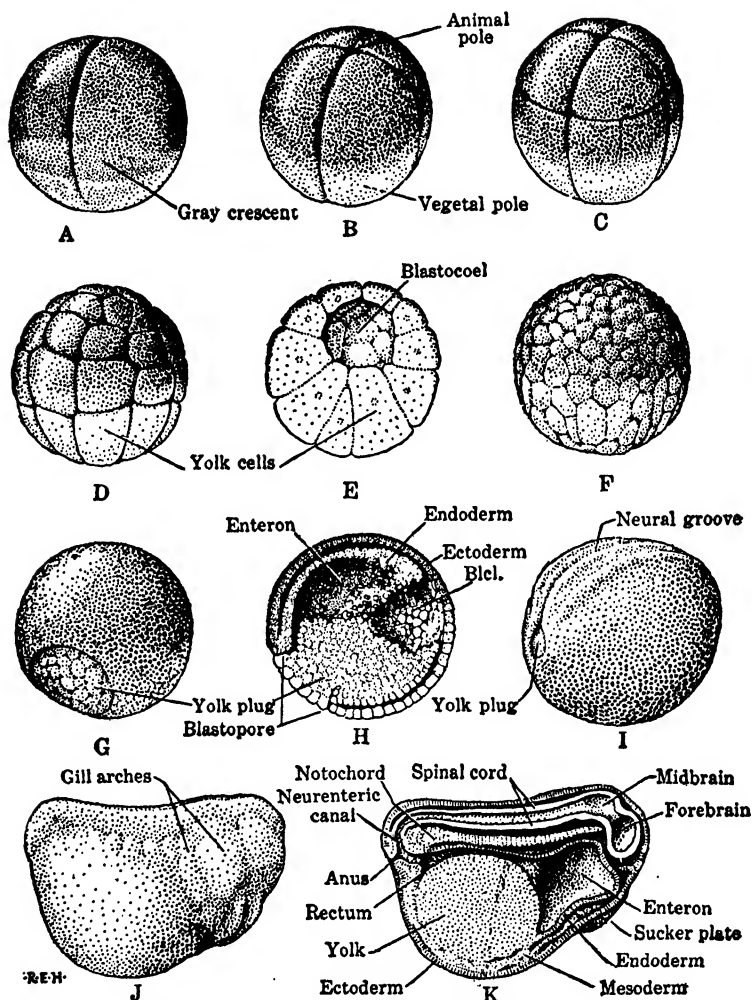 Animal
pole
Gray crescent
Vegetal pole
A
B
C
Blastocoel
Yolk cells
D
E
F
Enteron
Endoderm
Ectoderm
Blcl.
Neural groove
Yolk plug
Blastopore
Yolk plug
G
H
I
Gill arches
Notochord
Neurenteric
canal
Spinal cord
Midbrain
Forebrain
Anus
Rectum
Yolk
Ectoderm
Enteron
Sucker plate
Endoderm
Mesoderm
·R.E.H·
J
K